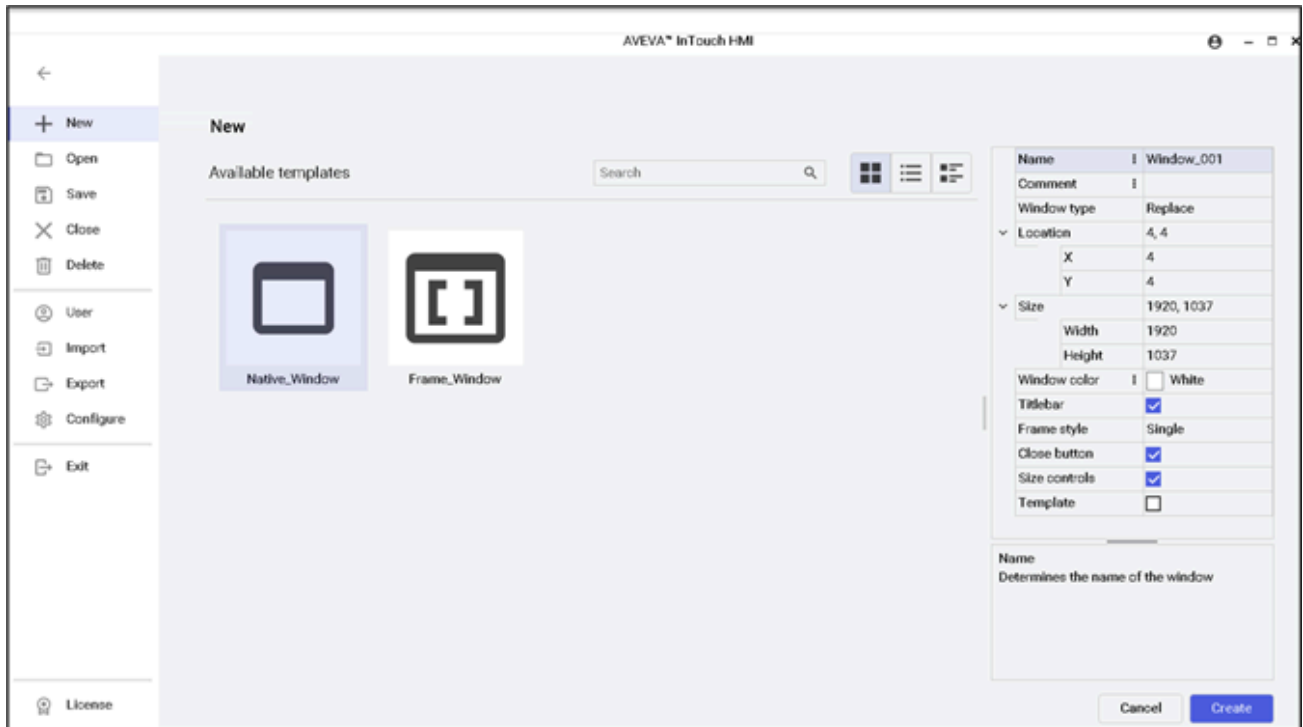 AVEVA™ InTouch HMI
New
Open
Save
Close
Delete
User
Import
Export
Configure
Exit
License
New
Available templates
Search
Native_Window
Frame_Window
Name Window_001
Comment
Window type Replace
Location 4, 4
X 4
Y 4
Size 1920, 1037
Width 1920
Height 1037
Window color White
Titlebar
Frame style Single
Close button
Size controls
Template
Name
Determines the name of the window
Cancel Create